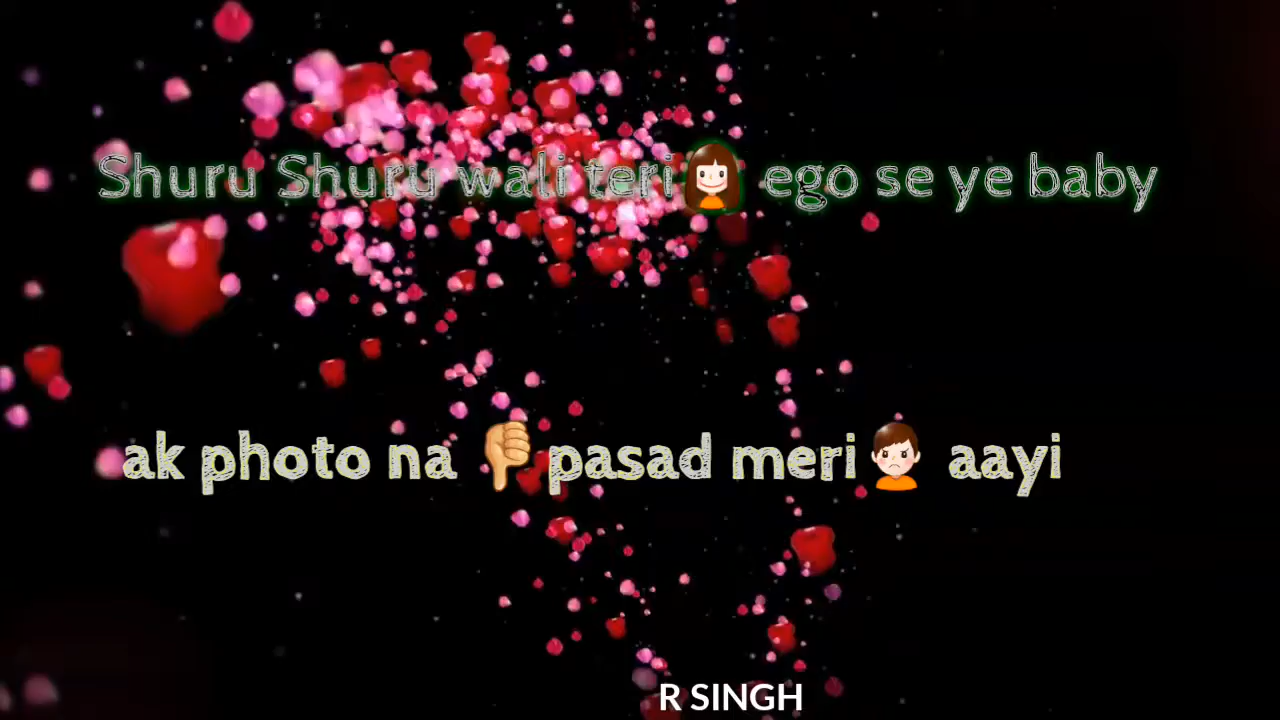 Shuru Shuru wali teri👩 ego se ye baby
ak photo na 👎 pasad meri🙍‍♂️ aayi
R SINGH